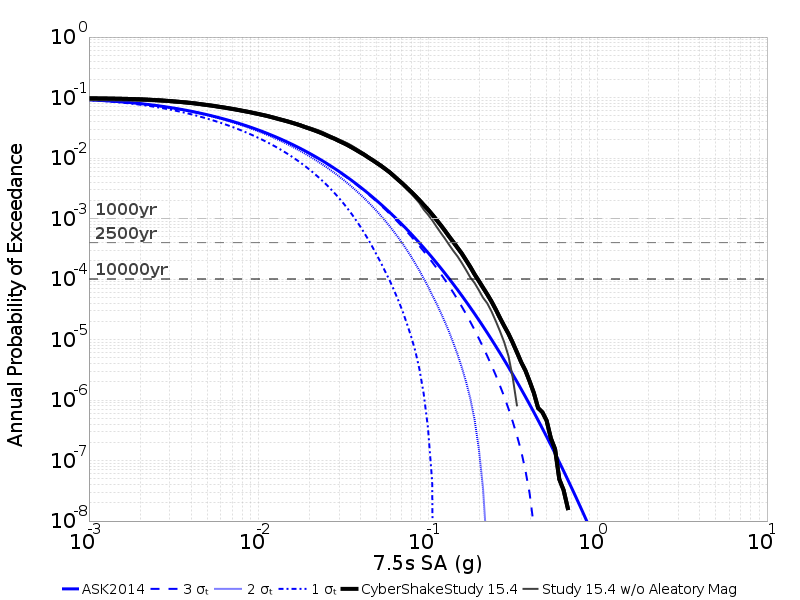 10^0
10^-1
10^-2
10^-3
10^-4
10^-5
10^-6
10^-7
10^-8
Annual Probability of Exceedance
1000yr
2500yr
10000yr
10^-3 10^-2 10^-1 10^0 10^1
7.5s SA (g)
ASK2014 3 σₜ 2 σₜ 1 σₜ CyberShakeStudy 15.4 Study 15.4 w/o Aleatory Mag